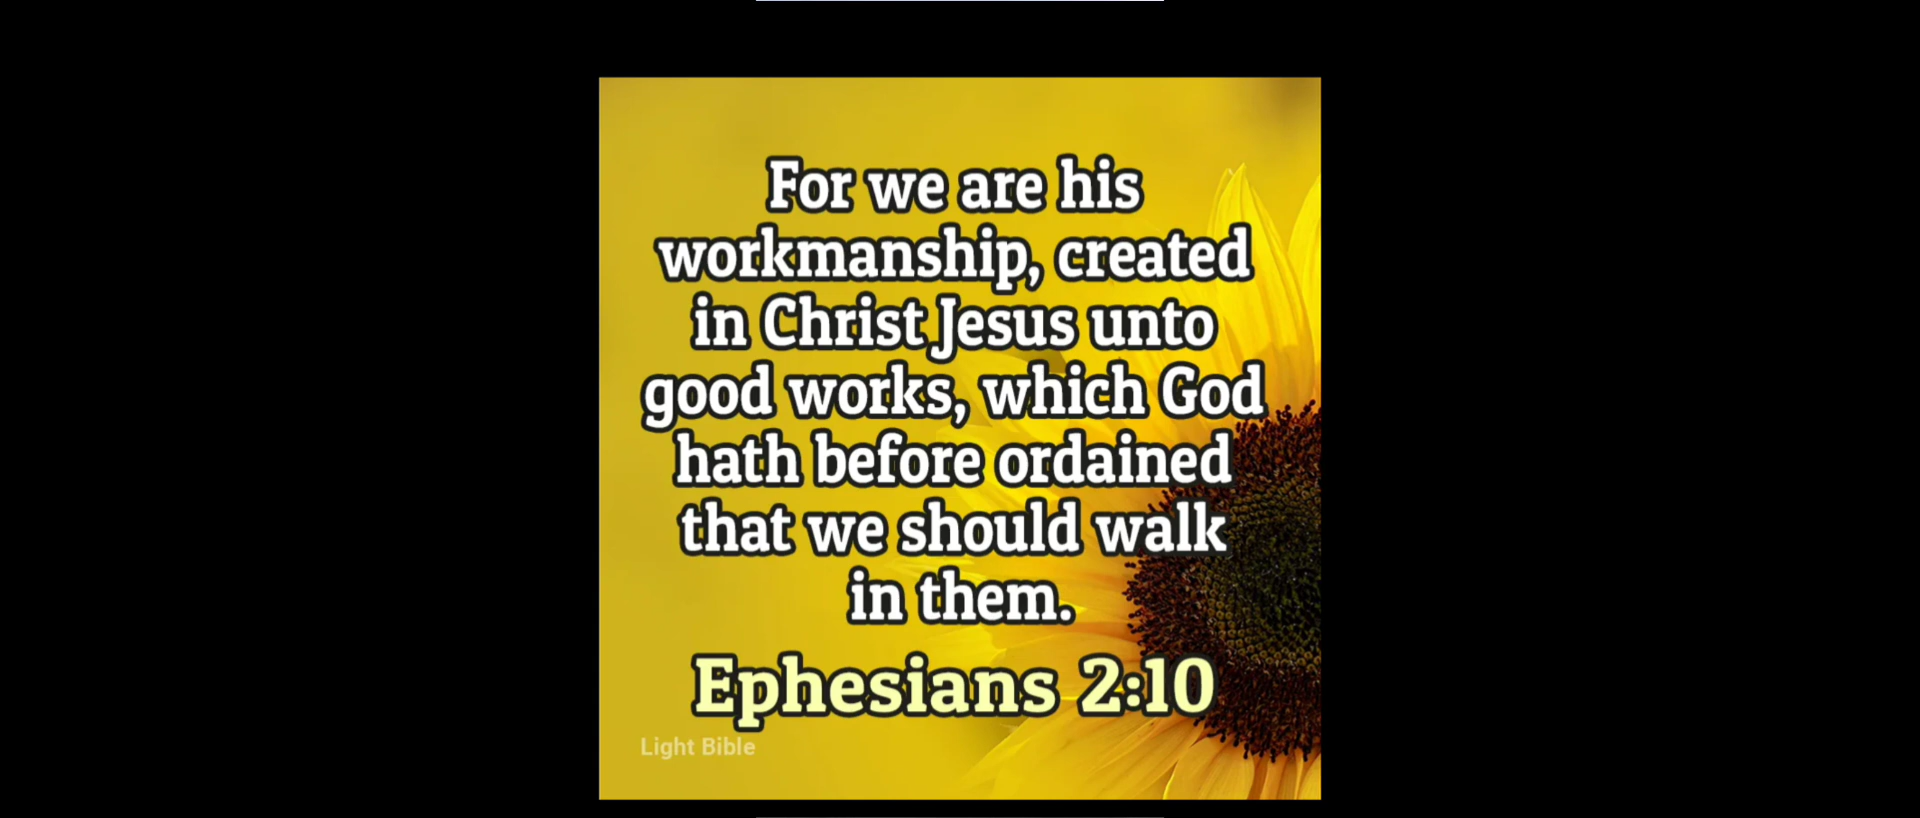 For we are his
workmanship, created
in Christ Jesus unto
good works, which God
hath before ordained
that we should walk
in them.
Ephesians 2:10
Light Bible